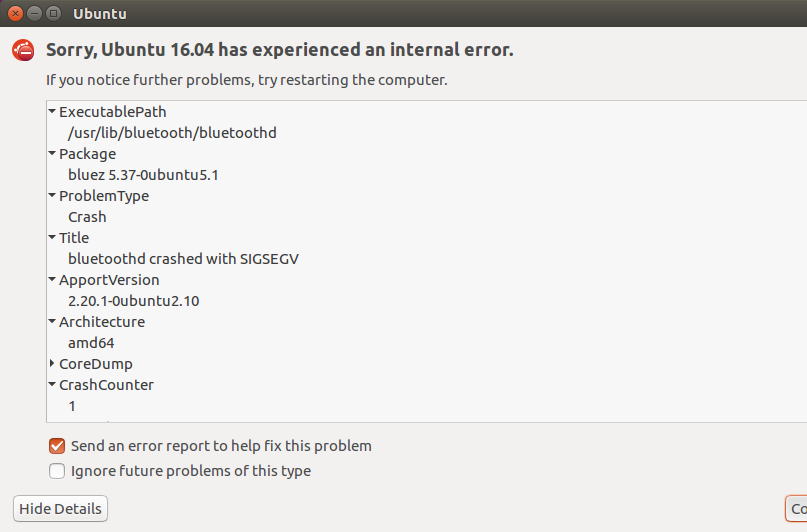 Ubuntu
Sorry, Ubuntu 16.04 has experienced an internal error.
If you notice further problems, try restarting the computer.
ExecutablePath
/usr/lib/bluetooth/bluetoothd
Package
bluez 5.37-0ubuntu5.1
ProblemType
Crash
Title
bluetoothd crashed with SIGSEGV
ApportVersion
2.20.1-0ubuntu2.10
Architecture
amd64
CoreDump
CrashCounter
1
Send an error report to help fix this problem
Ignore future problems of this type
Hide Details
Co